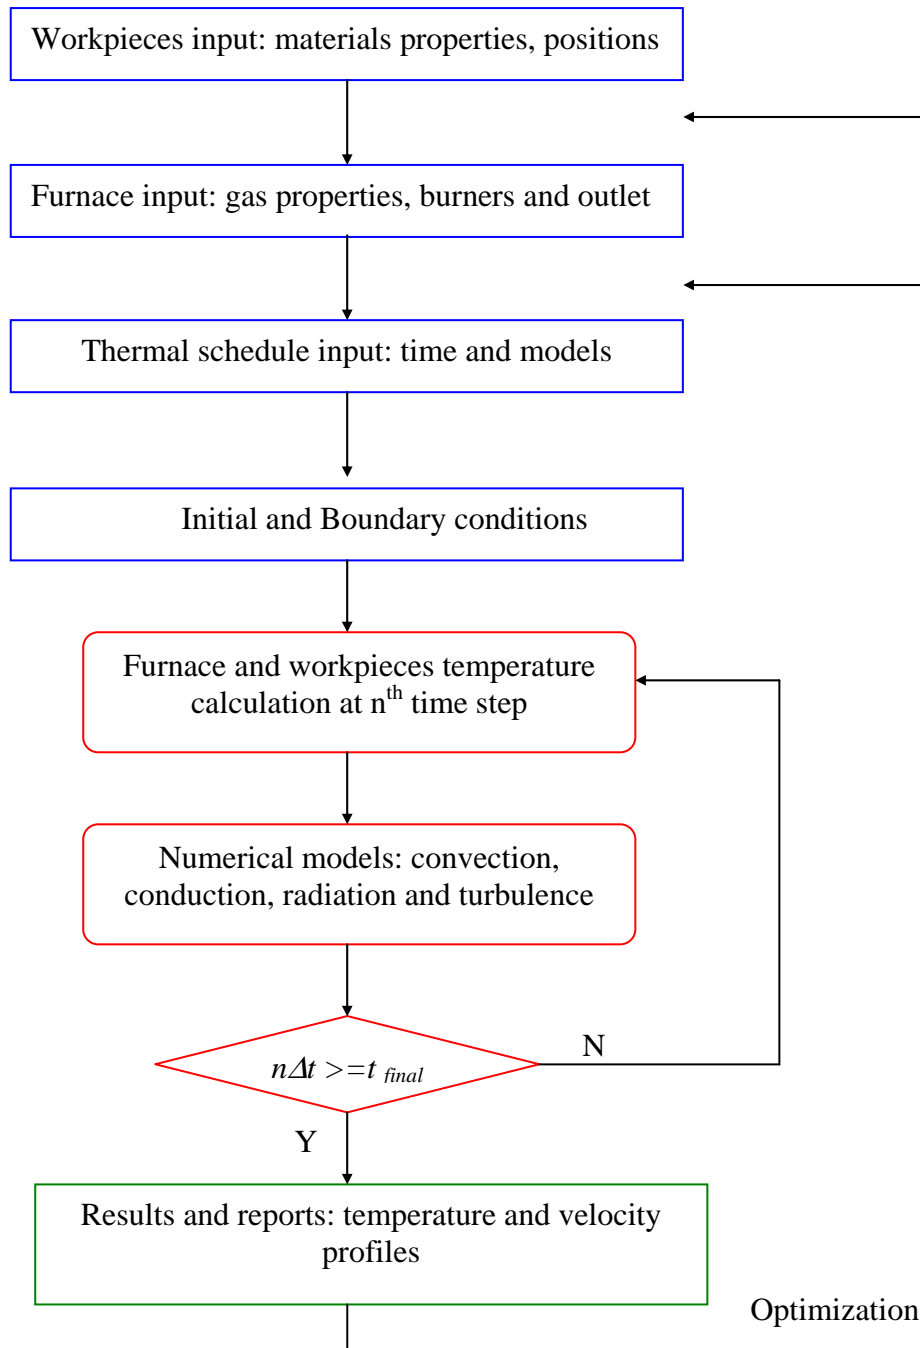 Workpieces input: materials properties, positions
Furnace input: gas properties, burners and outlet
Thermal schedule input: time and models
Initial and Boundary conditions
Furnace and workpieces temperature
calculation at nth time step
Numerical models: convection,
conduction, radiation and turbulence
nΔt >=t final
N
Y
Results and reports: temperature and velocity
profiles
Optimization